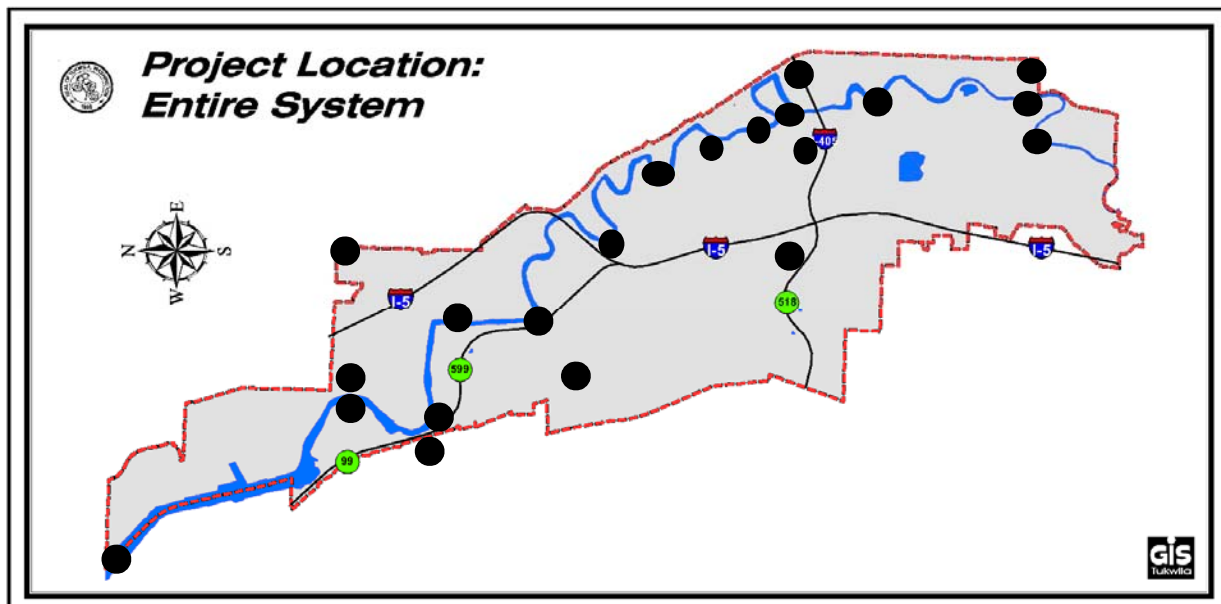 Project Location:
Entire System
I-405
E
N
S
W
I-5
I-5
I-5
518
599
99
GIS
Tukwila